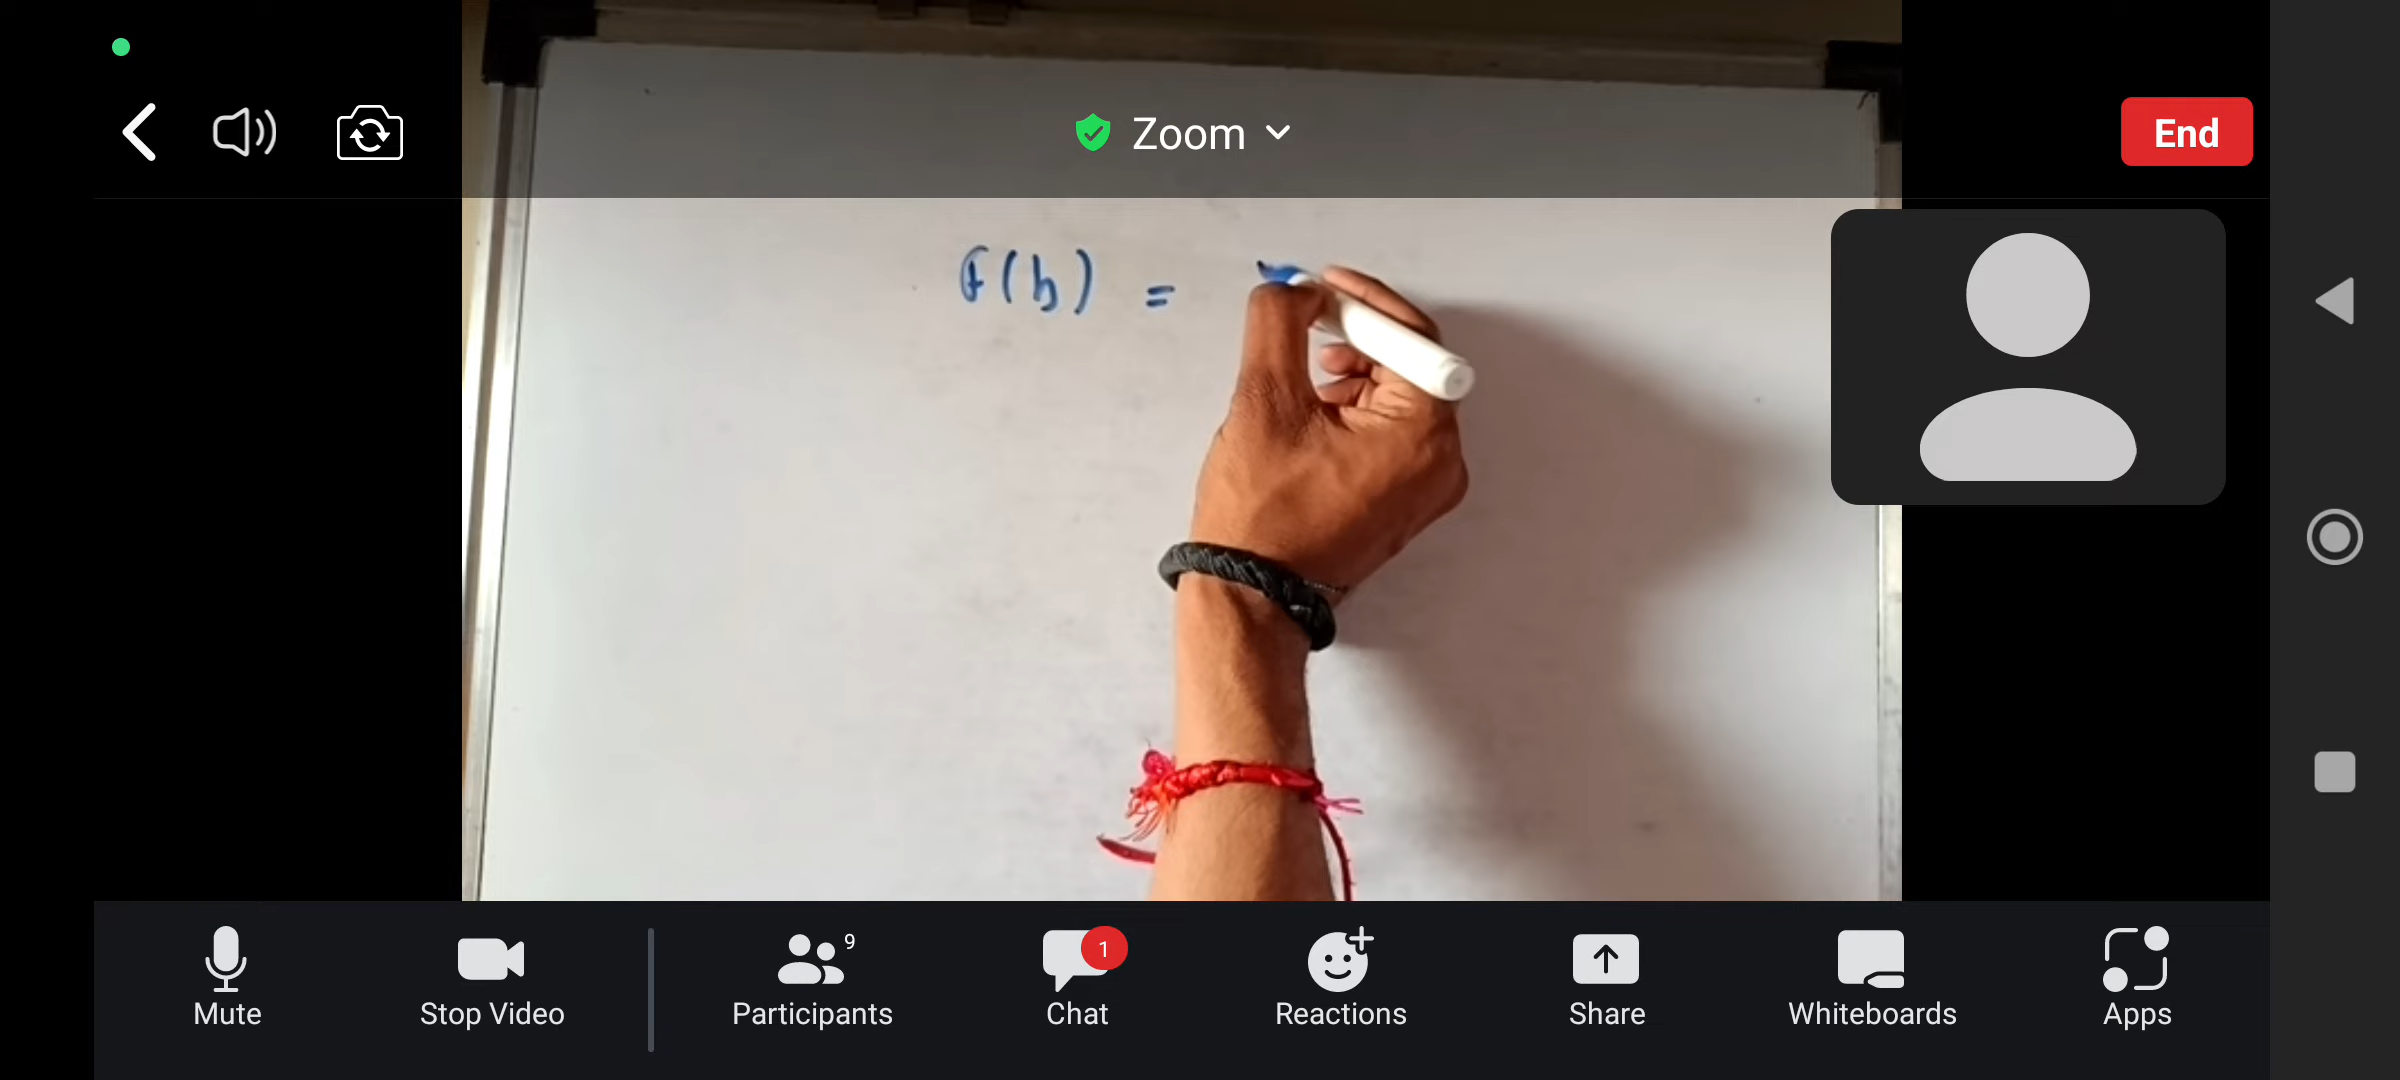 Zoom
End
f(b) =
9
1
Mute
Stop Video
Participants
Chat
Reactions
Share
Whiteboards
Apps